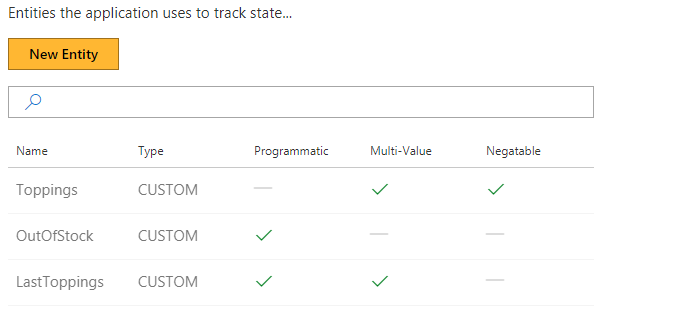 Entities the application uses to track state...
New Entity
Name Type Programmatic Multi-Value Negatable
Toppings CUSTOM
OutOfStock CUSTOM
LastToppings CUSTOM